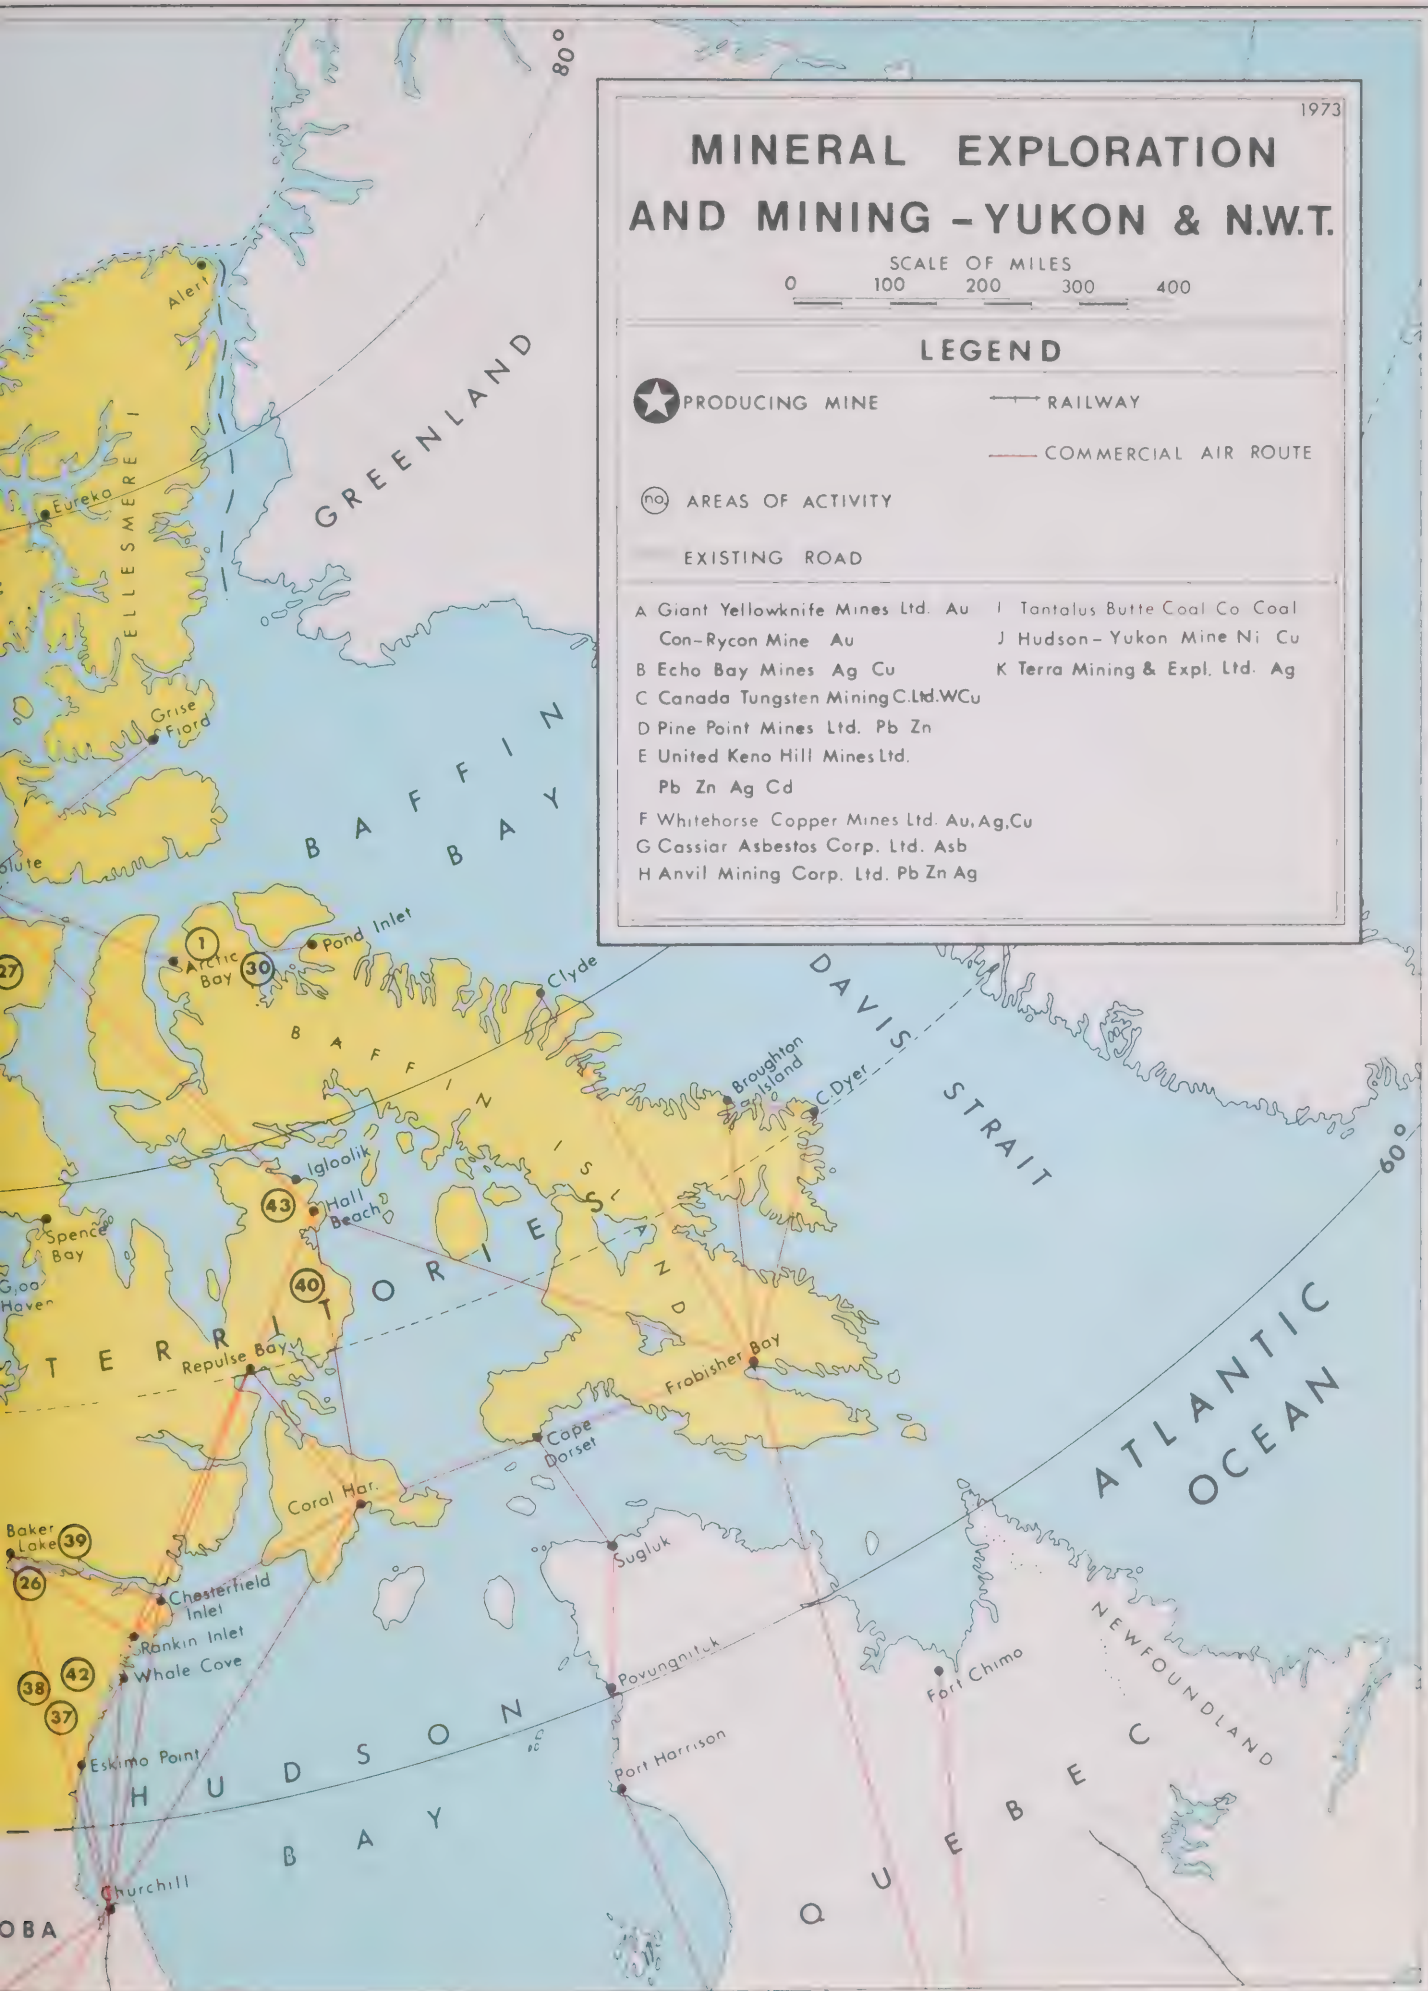 80°
1973
MINERAL EXPLORATION
AND MINING - YUKON & N.W.T.
SCALE OF MILES
0 100 200 300 400
LEGEND
PRODUCING MINE
RAILWAY
COMMERCIAL AIR ROUTE
no. AREAS OF ACTIVITY
EXISTING ROAD
A Giant Yellowknife Mines Ltd. Au
Con-Rycon Mine Au
B Echo Bay Mines Ag Cu
C Canada Tungsten Mining C.Ltd.WCu
D Pine Point Mines Ltd. Pb Zn
E United Keno Hill Mines Ltd.
Pb Zn Ag Cd
F Whitehorse Copper Mines Ltd. Au,Ag,Cu
G Cassiar Asbestos Corp. Ltd. Asb
H Anvil Mining Corp. Ltd. Pb Zn Ag
I Tantalus Butte Coal Co Coal
J Hudson-Yukon Mine Ni Cu
K Terra Mining & Expl. Ltd. Ag
Alert
GREENLAND
ELLESMERE I
Eureka
Grise
Fiord
BAFFIN
BAY
olute
1
Arctic
Bay
30
Pond Inlet
27
Clyde
DAVIS
STRAIT
BAFFIN
ISLAND
Broughton
Island
C.Dyer
60°
Igloolik
43
Hall
Beach
Spence
Bay
Haven
40
TERRITORIES
Repulse Bay
Frobisher Bay
Cape
Dorset
ATLANTIC
OCEAN
Coral Har.
Baker
Lake
39
26
Sugluk
Chesterfield
Inlet
Rankin Inlet
Whale Cove
38
42
37
Povungnituk
Fort Chimo
NEWFOUNDLAND
Eskimo Point
HUDSON
BAY
Port Harrison
QUEBEC
Churchill
OBA